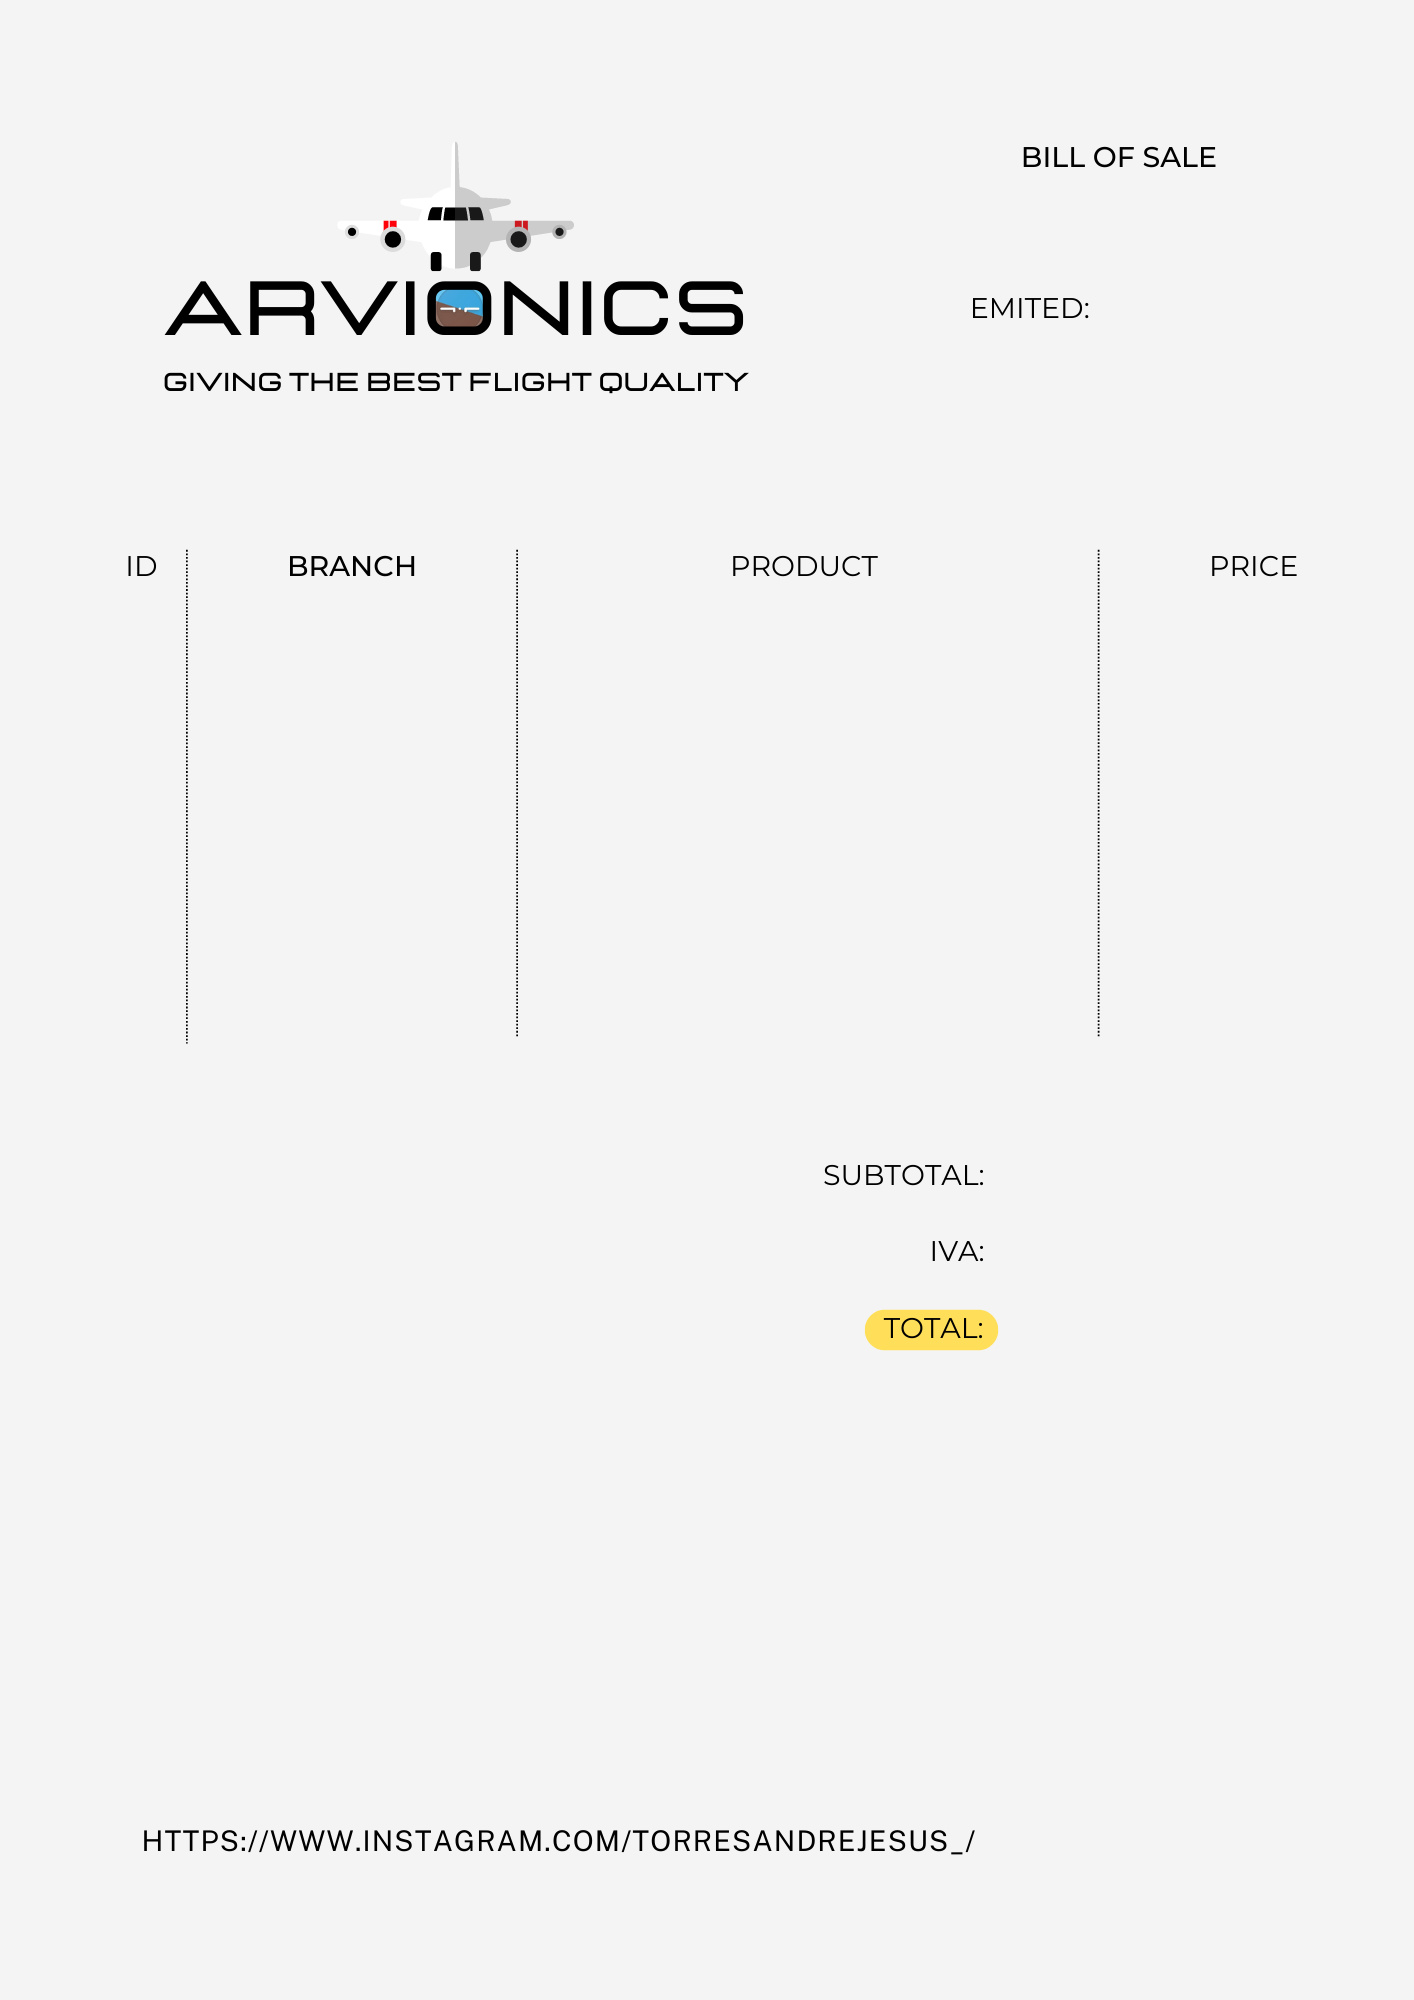 BILL OF SALE
ARVIONICS
EMITED:
GIVING THE BEST FLIGHT QUALITY
ID BRANCH PRODUCT PRICE
SUBTOTAL:
IVA:
TOTAL:
HTTPS://WWW.INSTAGRAM.COM/TORRESANDREJESUS_/